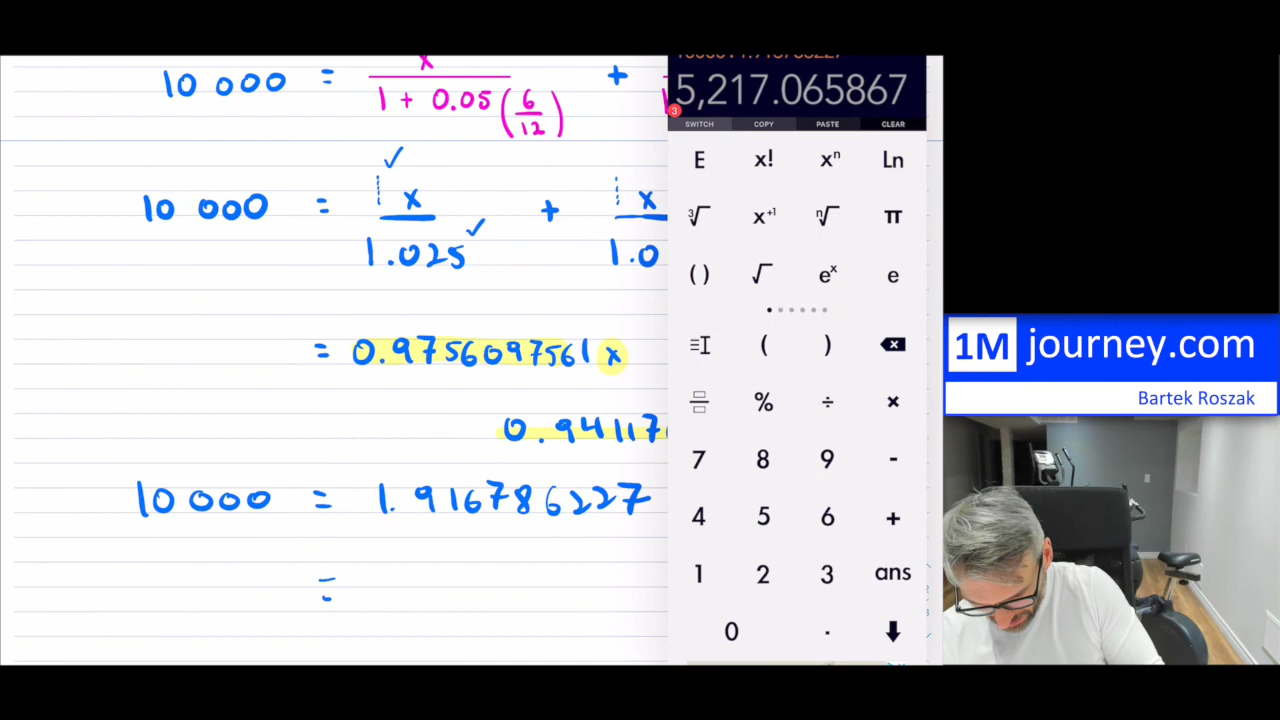 10 000 = x / 1 + 0.05 (6/12) +
10 000 = x / 1.025 + x / 1.0
= 0.9756097561 x
0.9411
10 000 = 1.916786227
=
5,217.065867
3
SWITCH COPY PASTE CLEAR
E x! xⁿ Ln
³√ x⁺¹ ⁿ√ π
( ) √ eˣ e
( )
% ÷ ×
7 8 9 -
4 5 6 +
1 2 3 ans
0 .
1M journey.com
Bartek Roszak